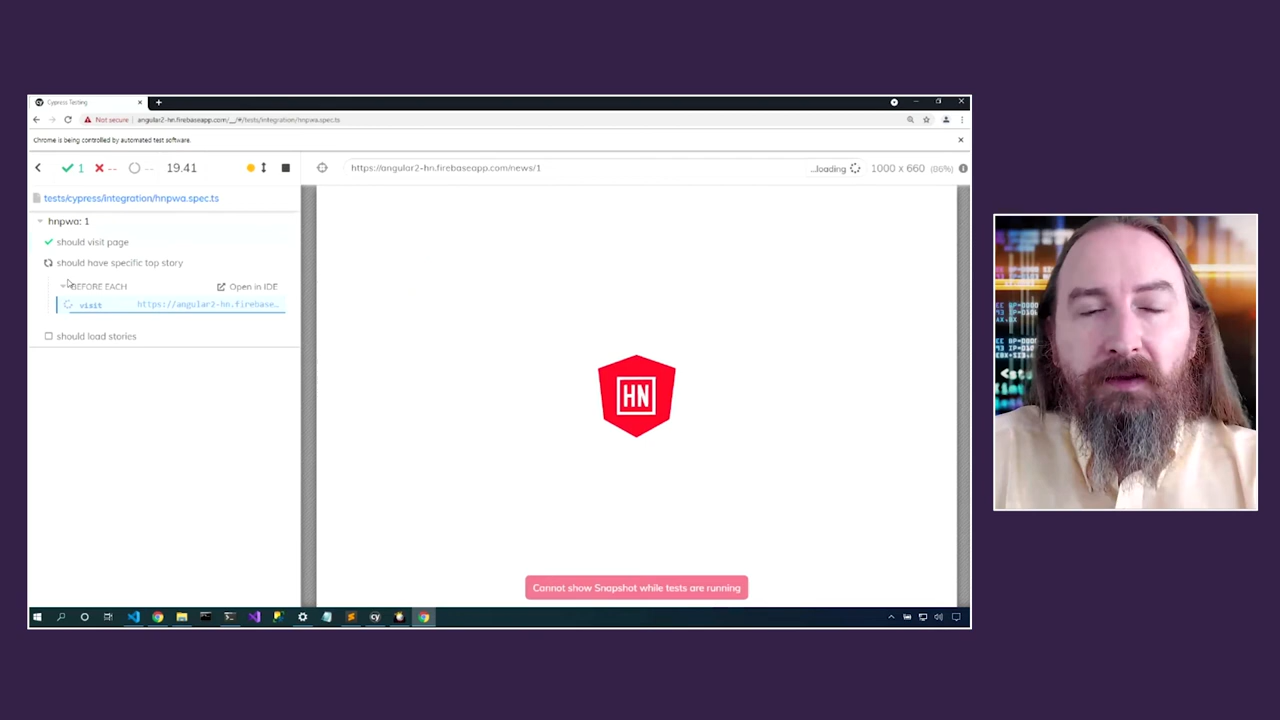 Cypress Testing
Not secure angular2-hn.firebaseapp.com/__/#/tests/integration/hnpwa.spec.ts
Chrome is being controlled by automated test software.
1 -- -- 19.41
https://angular2-hn.firebaseapp.com/news/1
...loading 1000 x 660 (86%)
tests/cypress/integration/hnpwa.spec.ts
hnpwa: 1
should visit page
should have specific top story
BEFORE EACH Open in IDE
visit https://angular2-hn.firebase...
should load stories
HN
Cannot show Snapshot while tests are running
cy